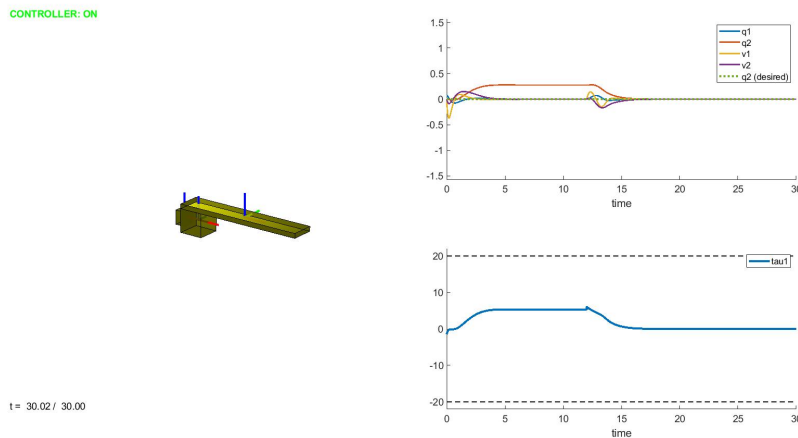 CONTROLLER: ON
1.5
1
0.5
0
-0.5
-1
-1.5
0 5 10 15 20 25 30
time
q1
q2
v1
v2
q2 (desired)
20
10
0
-10
-20
0 5 10 15 20 25 30
time
tau1
t = 30.02 / 30.00